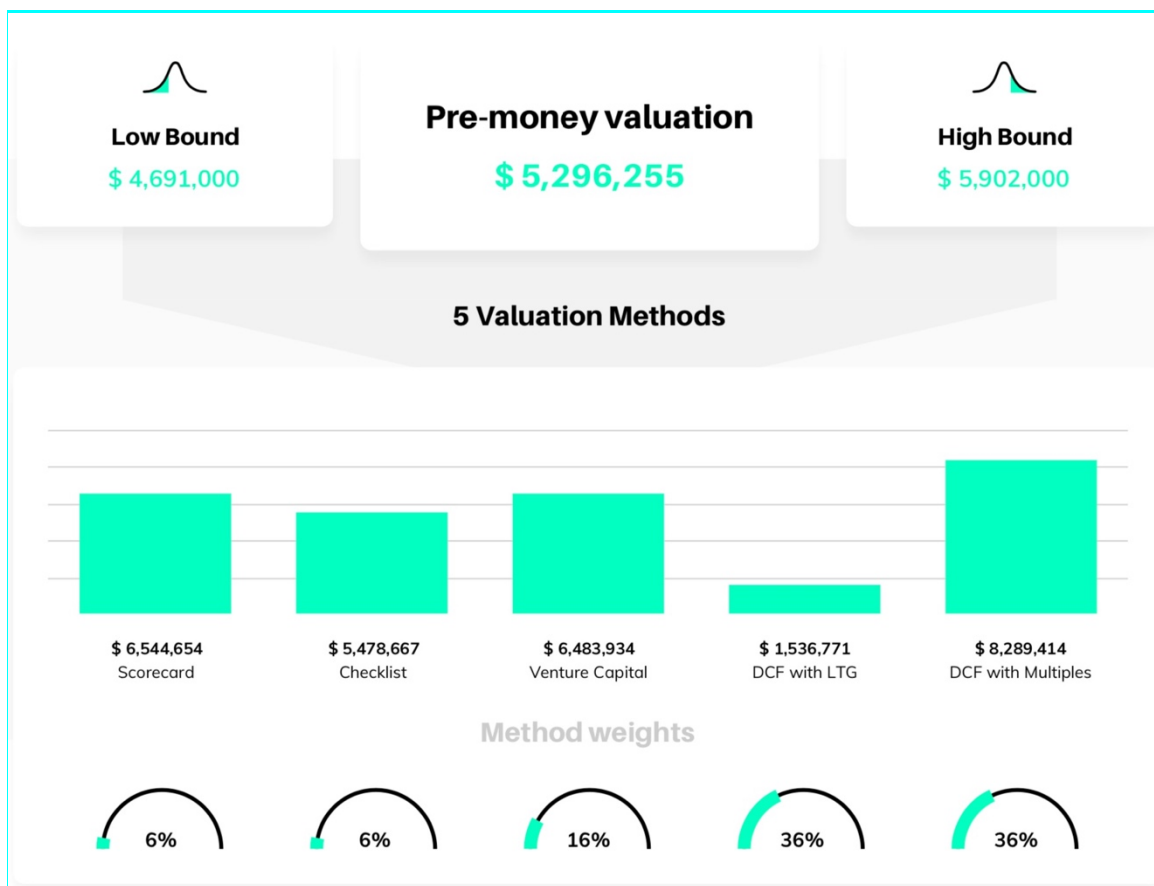 Low Bound
$ 4,691,000
Pre-money valuation
$ 5,296,255
High Bound
$ 5,902,000
5 Valuation Methods
$ 6,544,654
Scorecard
$ 5,478,667
Checklist
$ 6,483,934
Venture Capital
$ 1,536,771
DCF with LTG
$ 8,289,414
DCF with Multiples
Method weights
6%
6%
16%
36%
36%